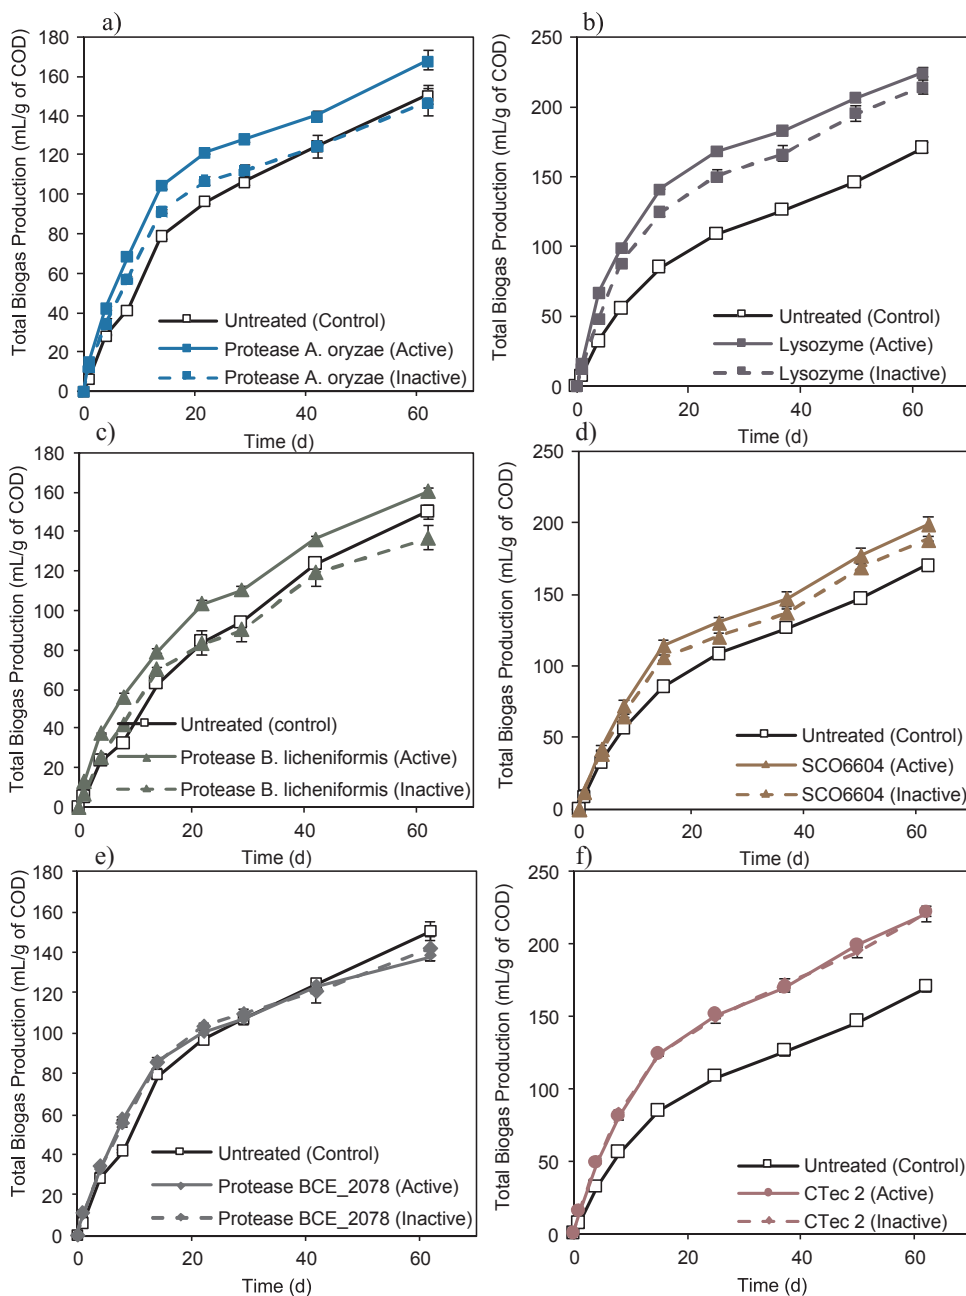 a)
Total Biogas Production (mL/g of COD)
180
160
140
120
100
80
60
40
20
0
0
20
40
60
Time (d)
Untreated (Control)
Protease A. oryzae (Active)
Protease A. oryzae (Inactive)
b)
Total Biogas Production (mL/g of COD)
250
200
150
100
50
0
0
20
40
60
Time (d)
Untreated (Control)
Lysozyme (Active)
Lysozyme (Inactive)
c)
Total Biogas Production (mL/g of COD)
180
160
140
120
100
80
60
40
20
0
0
20
40
60
Time (d)
Untreated (control)
Protease B. licheniformis (Active)
Protease B. licheniformis (Inactive)
d)
Total Biogas Production (mL/g of COD)
250
200
150
100
50
0
0
20
40
60
Time (d)
Untreated (Control)
SCO6604 (Active)
SCO6604 (Inactive)
e)
Total Biogas Production (mL/g of COD)
180
160
140
120
100
80
60
40
20
0
0
20
40
60
Time (d)
Untreated (Control)
Protease BCE_2078 (Active)
Protease BCE_2078 (Inactive)
f)
Total Biogas Production (mL/g of COD)
250
200
150
100
50
0
0
20
40
60
Time (d)
Untreated (Control)
CTec 2 (Active)
CTec 2 (Inactive)